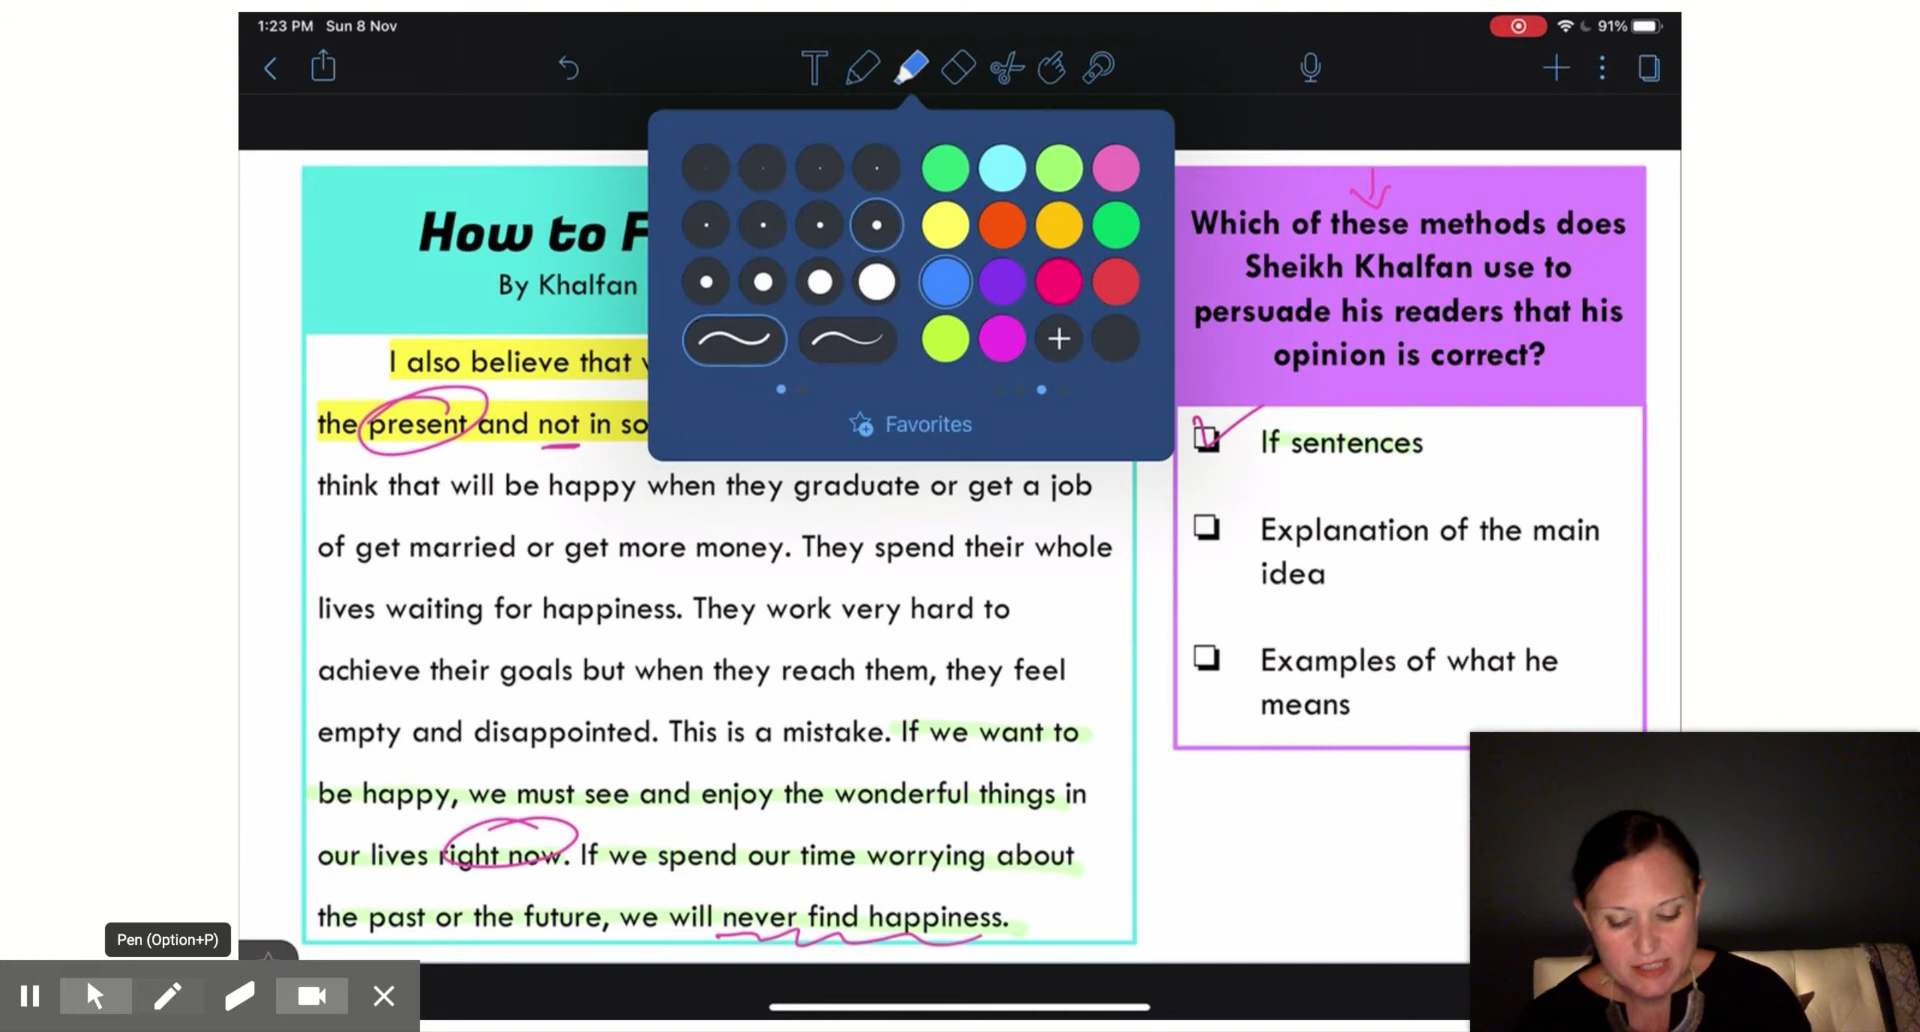 1:23 PM Sun 8 Nov
91%
T
How to F
By Khalfan
I also believe that
the present and not in so
think that will be happy when they graduate or get a job
of get married or get more money. They spend their whole
lives waiting for happiness. They work very hard to
achieve their goals but when they reach them, they feel
empty and disappointed. This is a mistake. If we want to
be happy, we must see and enjoy the wonderful things in
our lives right now. If we spend our time worrying about
the past or the future, we will never find happiness.
Favorites
Which of these methods does
Sheikh Khalfan use to
persuade his readers that his
opinion is correct?
If sentences
Explanation of the main
idea
Examples of what he
means
Pen (Option+P)